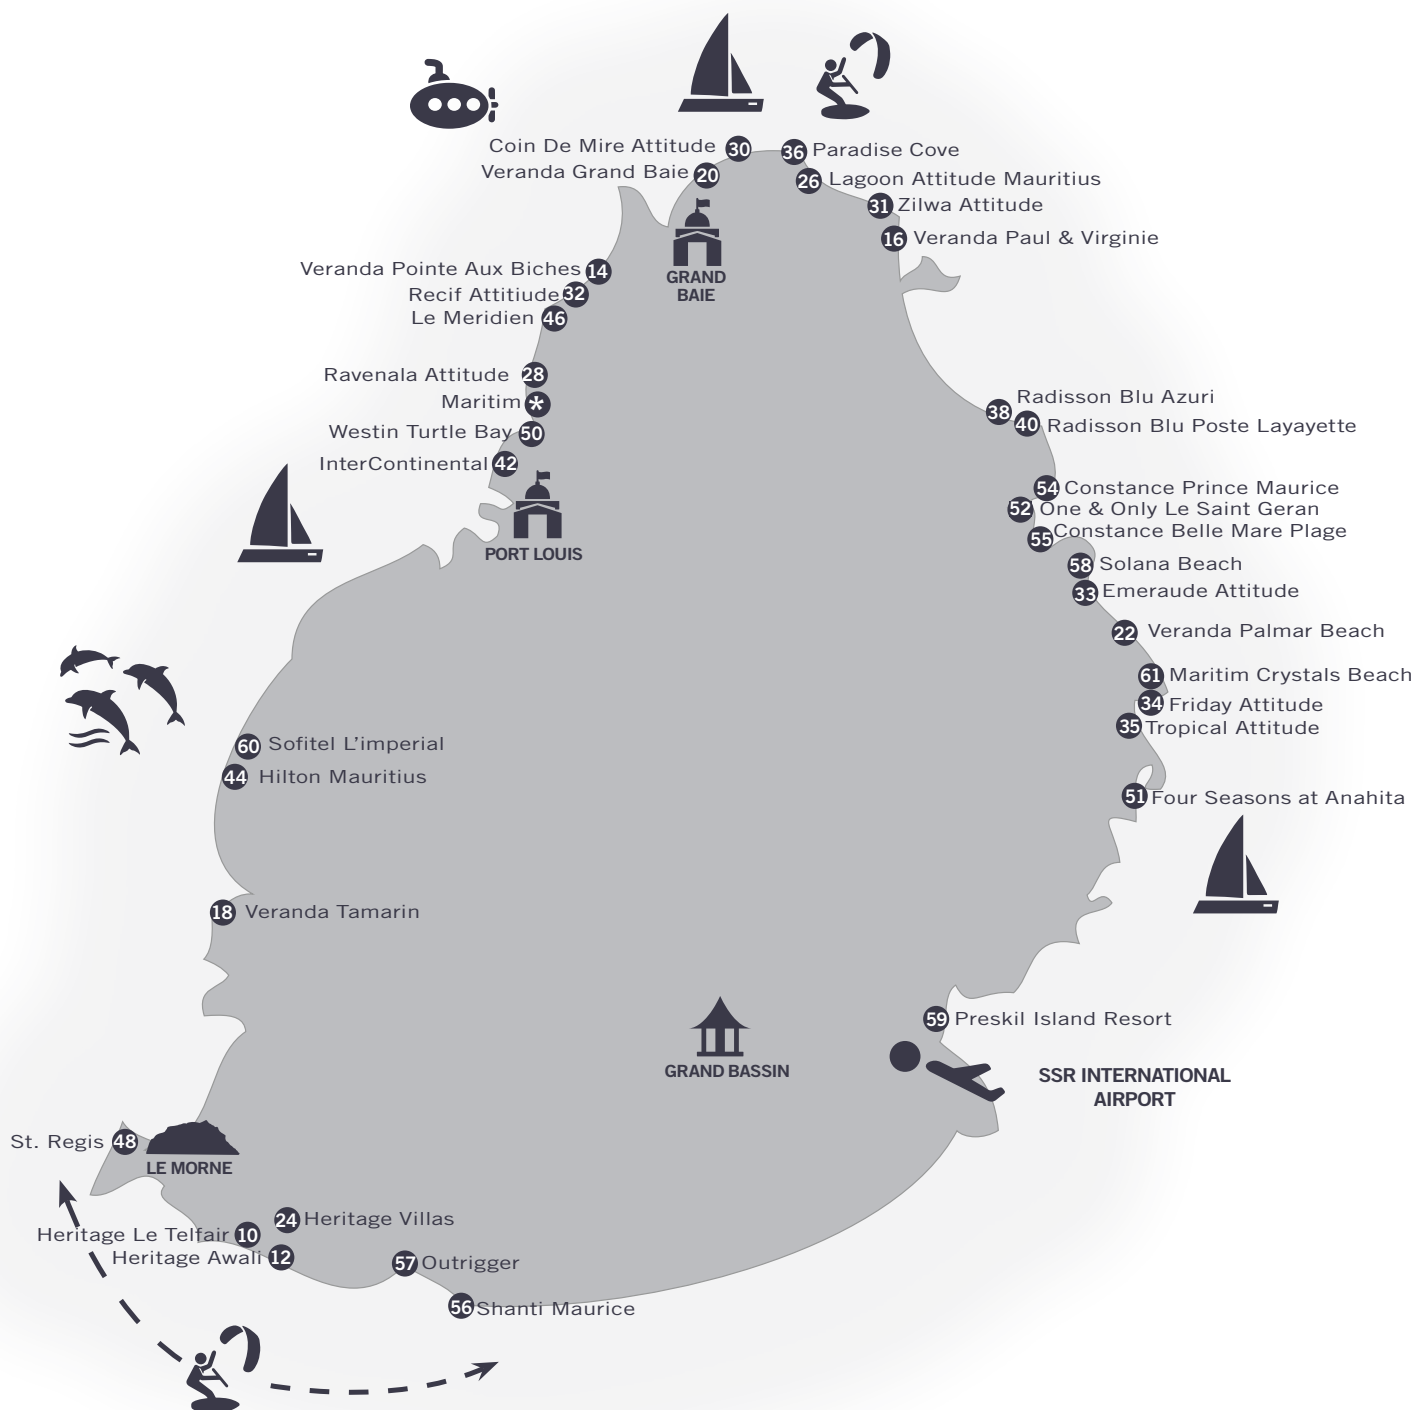 Coin De Mire Attitude 30
36 Paradise Cove
Veranda Grand Baie 20
26 Lagoon Attitude Mauritius
31 Zilwa Attitude
16 Veranda Paul & Virginie
GRAND
BAIE
Veranda Pointe Aux Biches 14
Recif Attitiude 32
Le Meridien 46
Ravenala Attitude 28
Maritim *
Westin Turtle Bay 50
InterContinental 42
PORT LOUIS
38 Radisson Blu Azuri
40 Radisson Blu Poste Layayette
54 Constance Prince Maurice
52 One & Only Le Saint Geran
55 Constance Belle Mare Plage
58 Solana Beach
33 Emeraude Attitude
22 Veranda Palmar Beach
61 Maritim Crystals Beach
34 Friday Attitude
35 Tropical Attitude
51 Four Seasons at Anahita
60 Sofitel L’imperial
44 Hilton Mauritius
18 Veranda Tamarin
59 Preskil Island Resort
GRAND BASSIN
SSR INTERNATIONAL
AIRPORT
St. Regis 48
LE MORNE
24 Heritage Villas
Heritage Le Telfair 10
Heritage Awali 12
57 Outrigger
56 Shanti Maurice